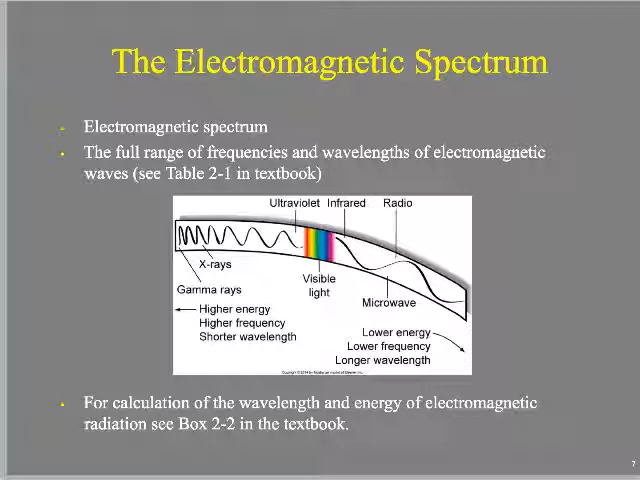 The Electromagnetic Spectrum
Electromagnetic spectrum
The full range of frequencies and wavelengths of electromagnetic
waves (see Table 2-1 in textbook)
Ultraviolet Infrared Radio
X-rays
Gamma rays
Visible
light
Microwave
Higher energy
Higher frequency
Shorter wavelength
Lower energy
Lower frequency
Longer wavelength
For calculation of the wavelength and energy of electromagnetic
radiation see Box 2-2 in the textbook.
7